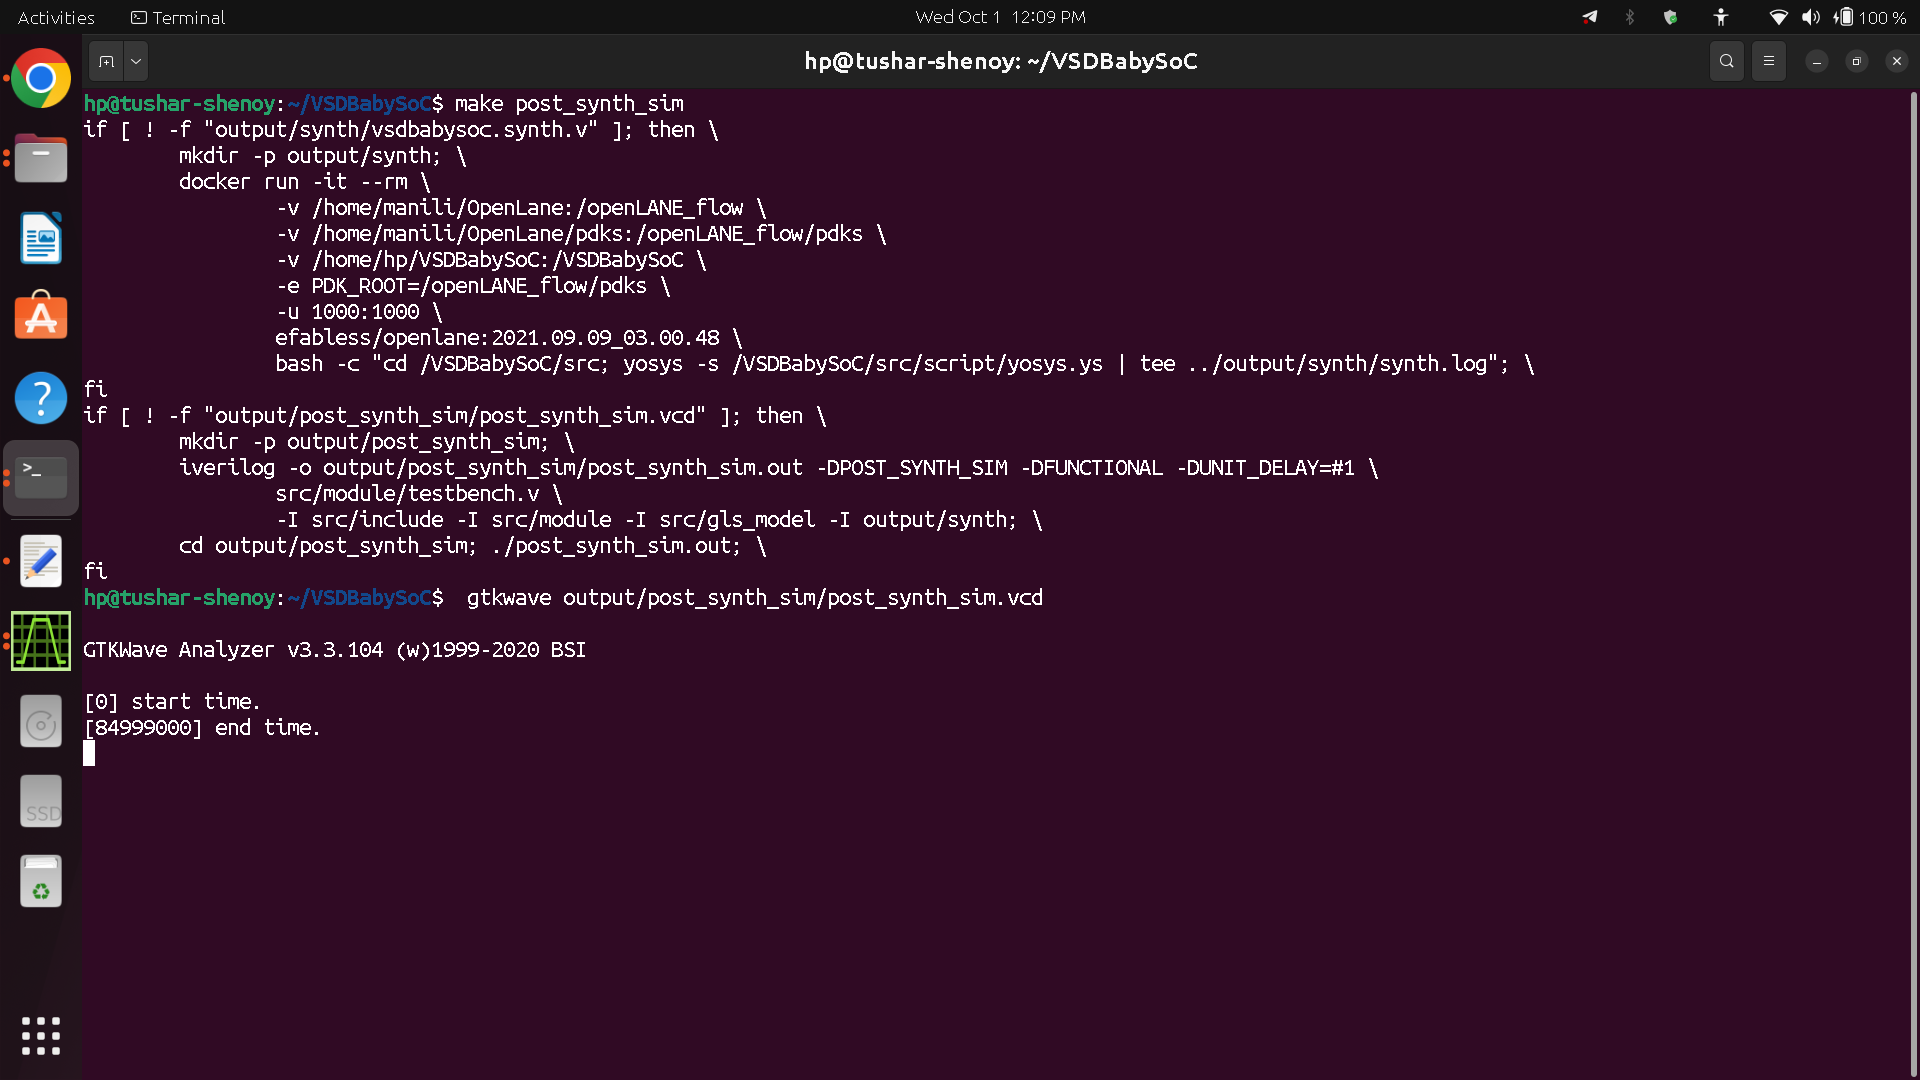 Activities
Terminal
Wed Oct 1  12:09 PM
100 %
hp@tushar-shenoy: ~/VSDBabySoC
hp@tushar-shenoy:~/VSDBabySoC$ make post_synth_sim
if [ ! -f "output/synth/vsdbabysoc.synth.v" ]; then \
        mkdir -p output/synth; \
        docker run -it --rm \
                -v /home/manili/OpenLane:/openLANE_flow \
                -v /home/manili/OpenLane/pdks:/openLANE_flow/pdks \
                -v /home/hp/VSDBabySoC:/VSDBabySoC \
                -e PDK_ROOT=/openLANE_flow/pdks \
                -u 1000:1000 \
                efabless/openlane:2021.09.09_03.00.48 \
                bash -c "cd /VSDBabySoC/src; yosys -s /VSDBabySoC/src/script/yosys.ys | tee ../output/synth/synth.log"; \
fi
if [ ! -f "output/post_synth_sim/post_synth_sim.vcd" ]; then \
        mkdir -p output/post_synth_sim; \
        iverilog -o output/post_synth_sim/post_synth_sim.out -DPOST_SYNTH_SIM -DFUNCTIONAL -DUNIT_DELAY=#1 \
                src/module/testbench.v \
                -I src/include -I src/module -I src/gls_model -I output/synth; \
        cd output/post_synth_sim; ./post_synth_sim.out; \
fi
hp@tushar-shenoy:~/VSDBabySoC$  gtkwave output/post_synth_sim/post_synth_sim.vcd
GTKWave Analyzer v3.3.104 (w)1999-2020 BSI
[0] start time.
[84999000] end time.
SSD